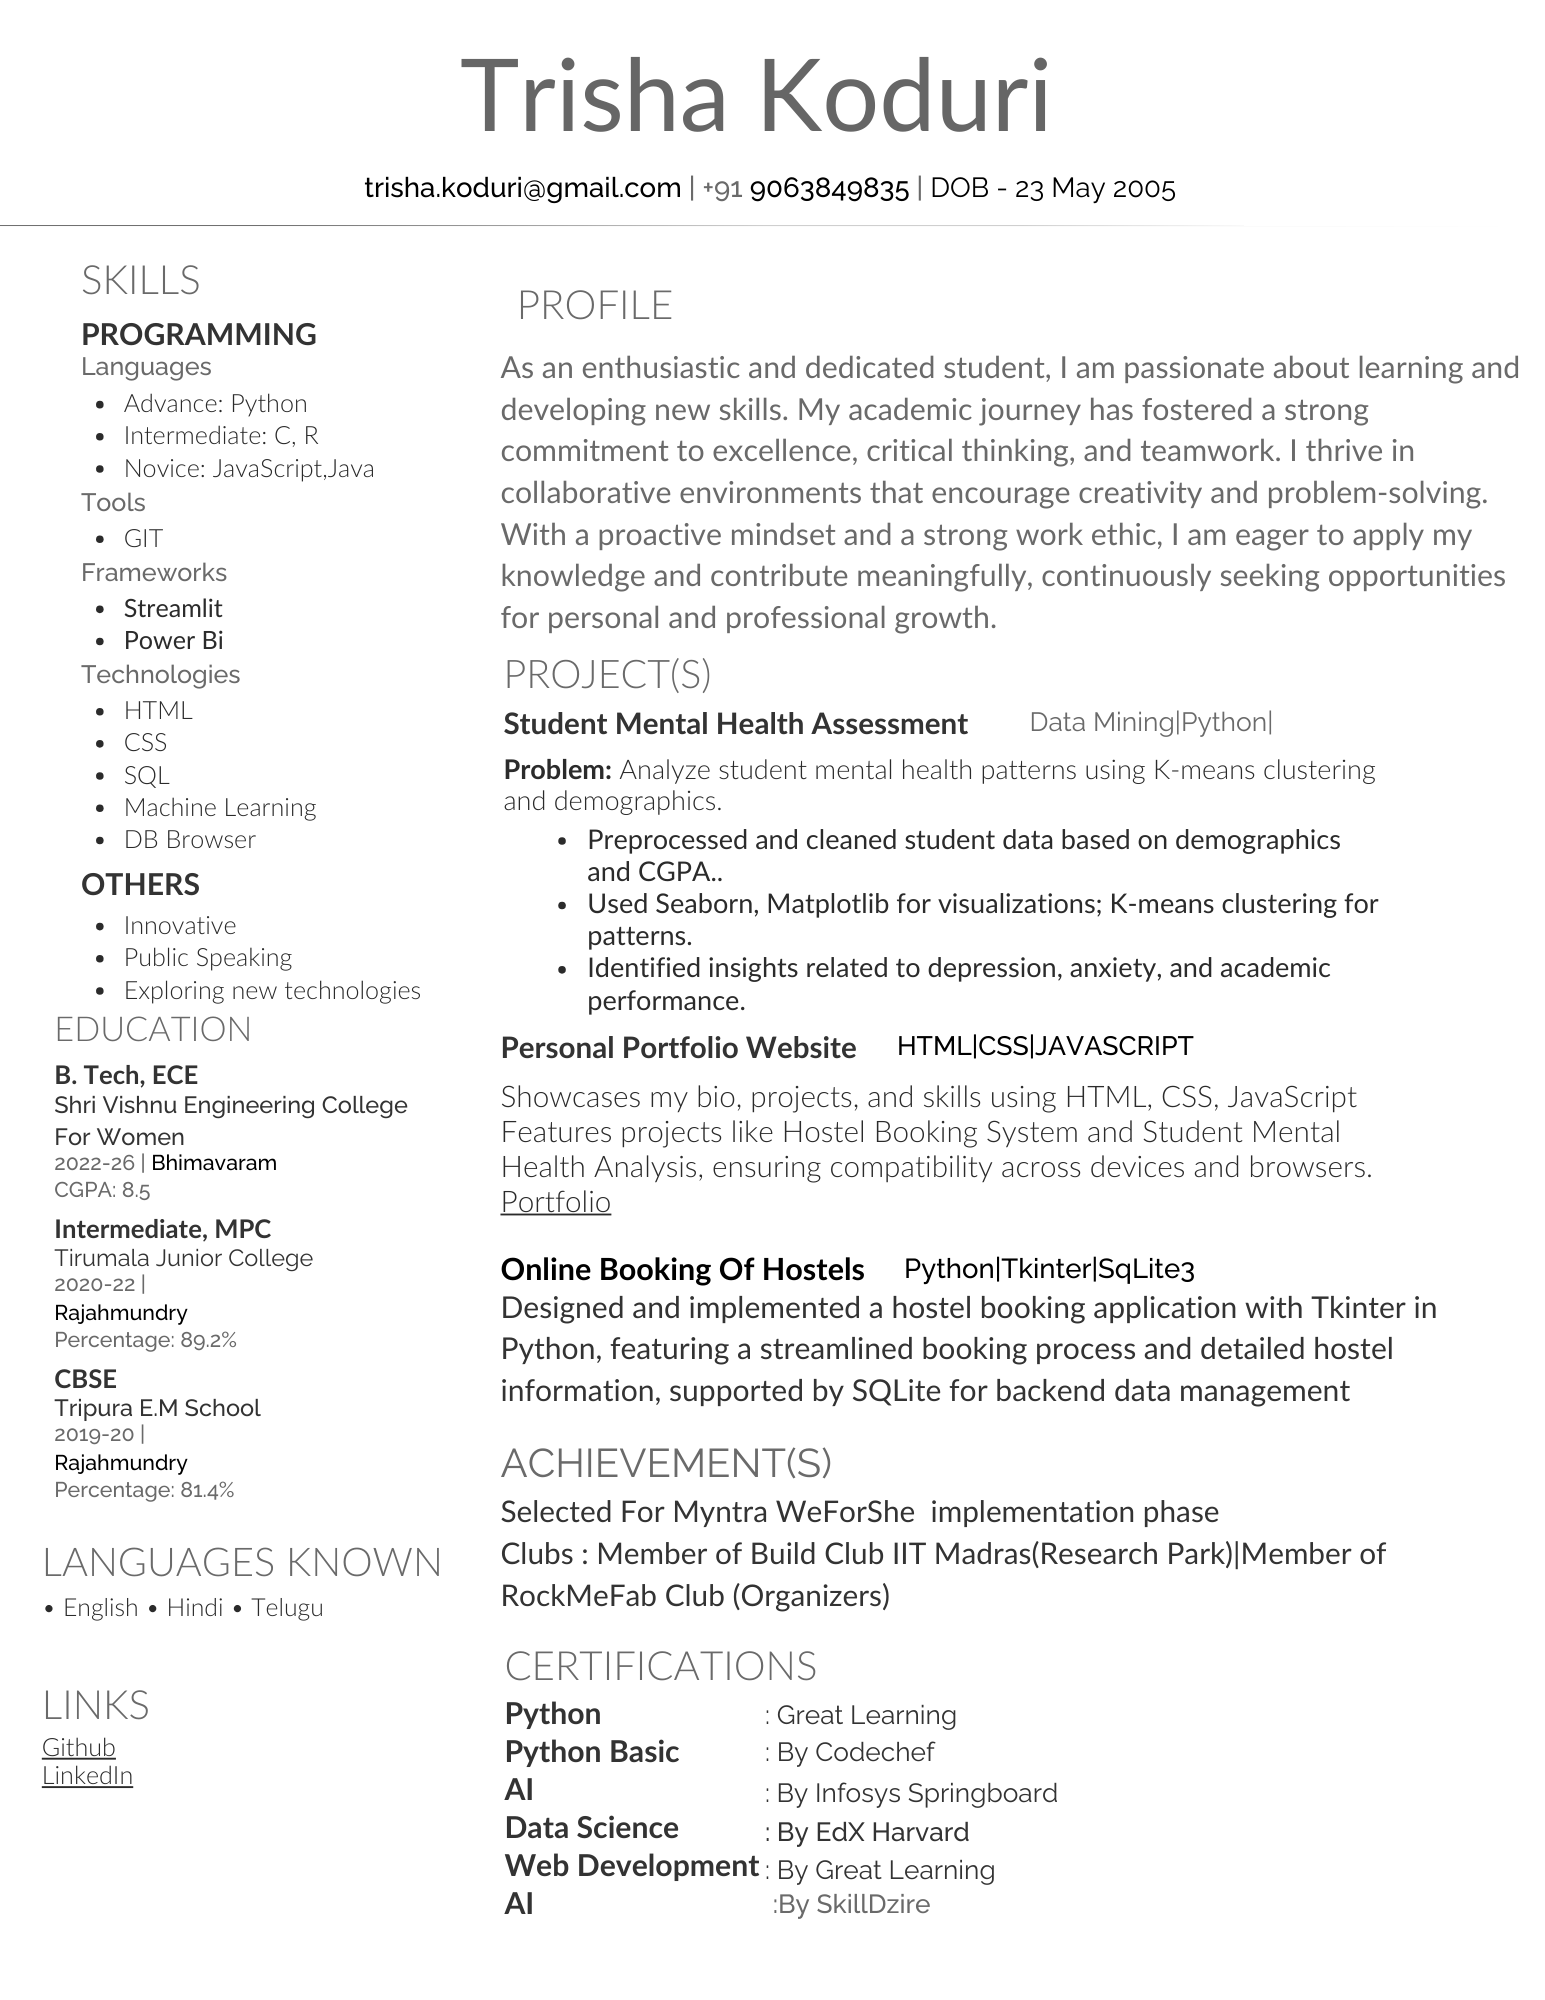 Trisha Koduri
trisha.koduri@gmail.com | +91 9063849835 | DOB - 23 May 2005
SKILLS
PROGRAMMING
Languages
• Advance: Python
• Intermediate: C, R
• Novice: JavaScript,Java
Tools
• GIT
Frameworks
• Streamlit
• Power Bi
Technologies
• HTML
• CSS
• SQL
• Machine Learning
• DB Browser
OTHERS
• Innovative
• Public Speaking
• Exploring new technologies
EDUCATION
B. Tech, ECE
Shri Vishnu Engineering College
For Women
2022-26 | Bhimavaram
CGPA: 8.5
Intermediate, MPC
Tirumala Junior College
2020-22 |
Rajahmundry
Percentage: 89.2%
CBSE
Tripura E.M School
2019-20 |
Rajahmundry
Percentage: 81.4%
LANGUAGES KNOWN
• English • Hindi • Telugu
LINKS
Github
LinkedIn
PROFILE
As an enthusiastic and dedicated student, I am passionate about learning and
developing new skills. My academic journey has fostered a strong
commitment to excellence, critical thinking, and teamwork. I thrive in
collaborative environments that encourage creativity and problem-solving.
With a proactive mindset and a strong work ethic, I am eager to apply my
knowledge and contribute meaningfully, continuously seeking opportunities
for personal and professional growth.
PROJECT(S)
Student Mental Health Assessment Data Mining|Python|
Problem: Analyze student mental health patterns using K-means clustering
and demographics.
• Preprocessed and cleaned student data based on demographics
and CGPA..
• Used Seaborn, Matplotlib for visualizations; K-means clustering for
patterns.
• Identified insights related to depression, anxiety, and academic
performance.
Personal Portfolio Website HTML|CSS|JAVASCRIPT
Showcases my bio, projects, and skills using HTML, CSS, JavaScript
Features projects like Hostel Booking System and Student Mental
Health Analysis, ensuring compatibility across devices and browsers.
Portfolio
Online Booking Of Hostels Python|Tkinter|SqLite3
Designed and implemented a hostel booking application with Tkinter in
Python, featuring a streamlined booking process and detailed hostel
information, supported by SQLite for backend data management
ACHIEVEMENT(S)
Selected For Myntra WeForShe implementation phase
Clubs : Member of Build Club IIT Madras(Research Park)|Member of
RockMeFab Club (Organizers)
CERTIFICATIONS
Python : Great Learning
Python Basic : By Codechef
AI : By Infosys Springboard
Data Science : By EdX Harvard
Web Development : By Great Learning
AI :By SkillDzire